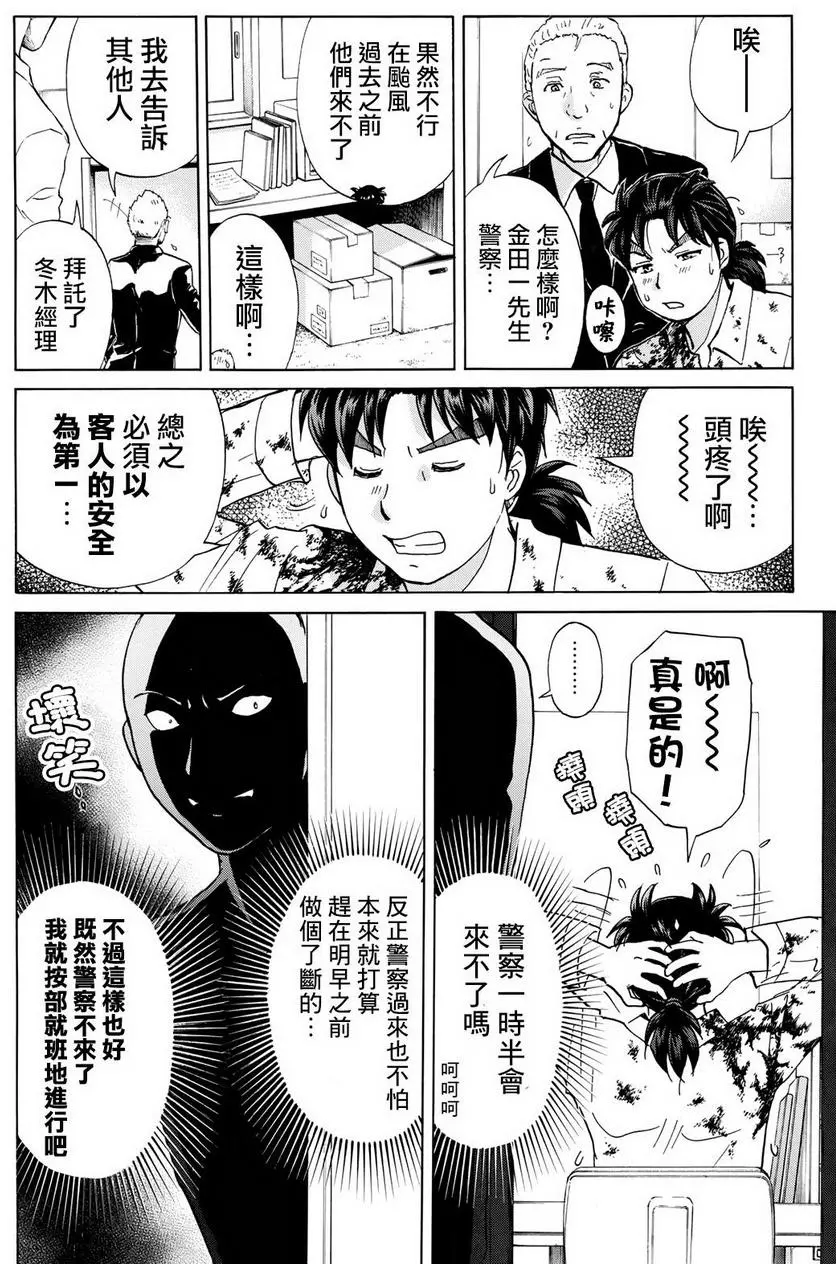 唉——
怎麼樣啊？
金田一先生
警察…
咔嚓
果然不行
在颱風
過去之前
他們來不了
這樣啊…
我去告訴
其他人
拜託了
冬木經理
唉～～～…
頭疼了啊
～～～～
總之
必須以
客人的安全
為第一…
啊～～～
真是的！
………
撓頭
撓頭
警察一時半會
來不了嗎
呵呵呵
反正警察過來也不怕
本來就打算
趕在明早之前
做個了斷的…
壞笑
不過這樣也好
既然警察不來了
我就按部就班地進行吧